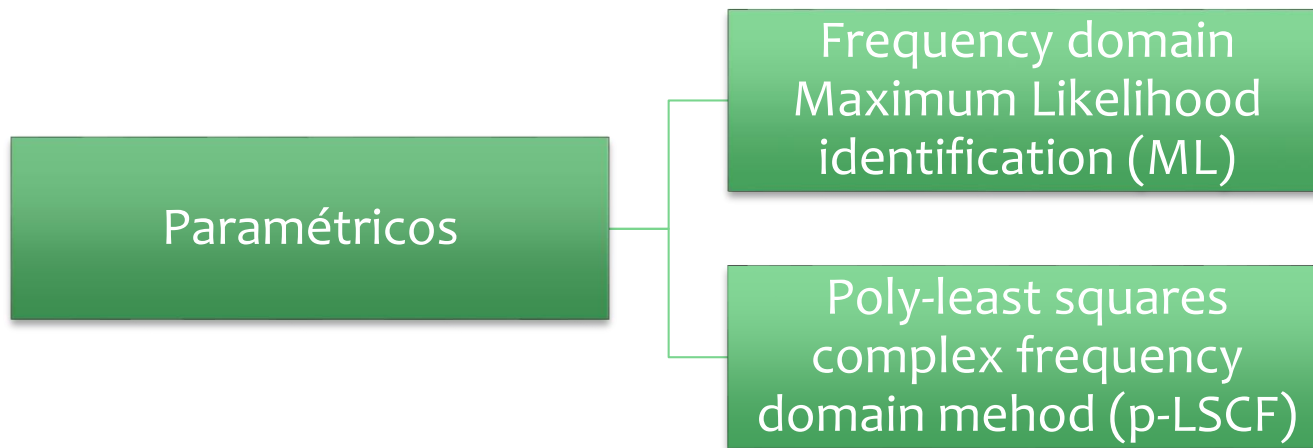 Paramétricos
Frequency domain
Maximum Likelihood
identification (ML)
Poly-least squares
complex frequency
domain mehod (p-LSCF)